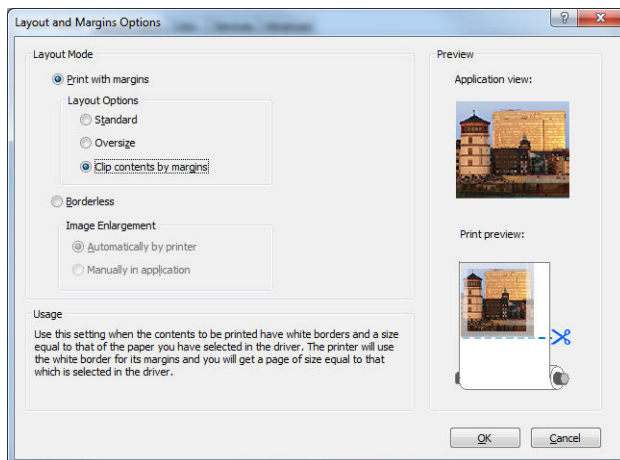 Layout and Margins Options
Layout Mode
Print with margins
Layout Options
Standard
Oversize
Clip contents by margins
Borderless
Image Enlargement
Automatically by printer
Manually in application
Usage
Use this setting when the contents to be printed have white borders and a size
equal to that of the paper you have selected in the driver. The printer will use
the white border for its margins and you will get a page of size equal to that
which is selected in the driver.
Preview
Application view:
Print preview:
OK
Cancel